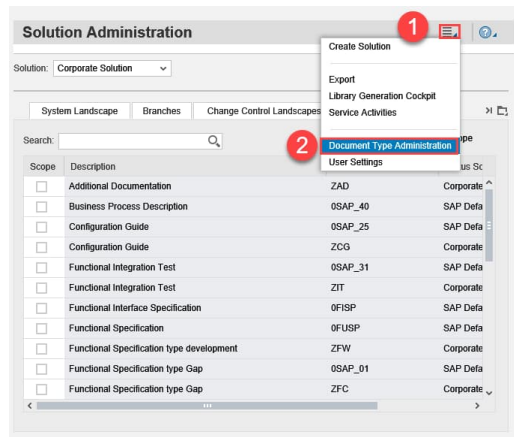 Solution Administration
1
Create Solution
Solution: Corporate Solution
Export
Library Generation Cockpit
Service Activities
System Landscape Branches Change Control Landscapes
2
Document Type Administration
User Settings
Search:
Scope Description
Additional Documentation ZAD Corporate
Business Process Description 0SAP_40 SAP Defa
Configuration Guide 0SAP_25 SAP Defa
Configuration Guide ZCG Corporate
Functional Integration Test 0SAP_31 SAP Defa
Functional Integration Test ZIT Corporate
Functional Interface Specification 0FISP SAP Defa
Functional Specification 0FUSP SAP Defa
Functional Specification type development ZFW Corporate
Functional Specification type Gap 0SAP_01 SAP Defa
Functional Specification type Gap ZFC Corporate